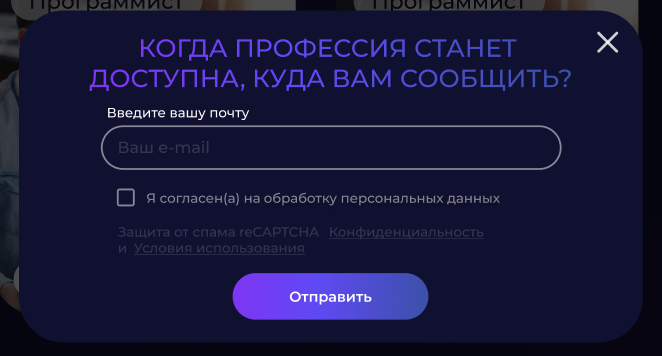 Программист Программист
КОГДА ПРОФЕССИЯ СТАНЕТ
ДОСТУПНА, КУДА ВАМ СООБЩИТЬ?
Введите вашу почту
Ваш e-mail
Я согласен(а) на обработку персональных данных
Защита от спама reCAPTCHA Конфиденциальность
и Условия использования
Отправить